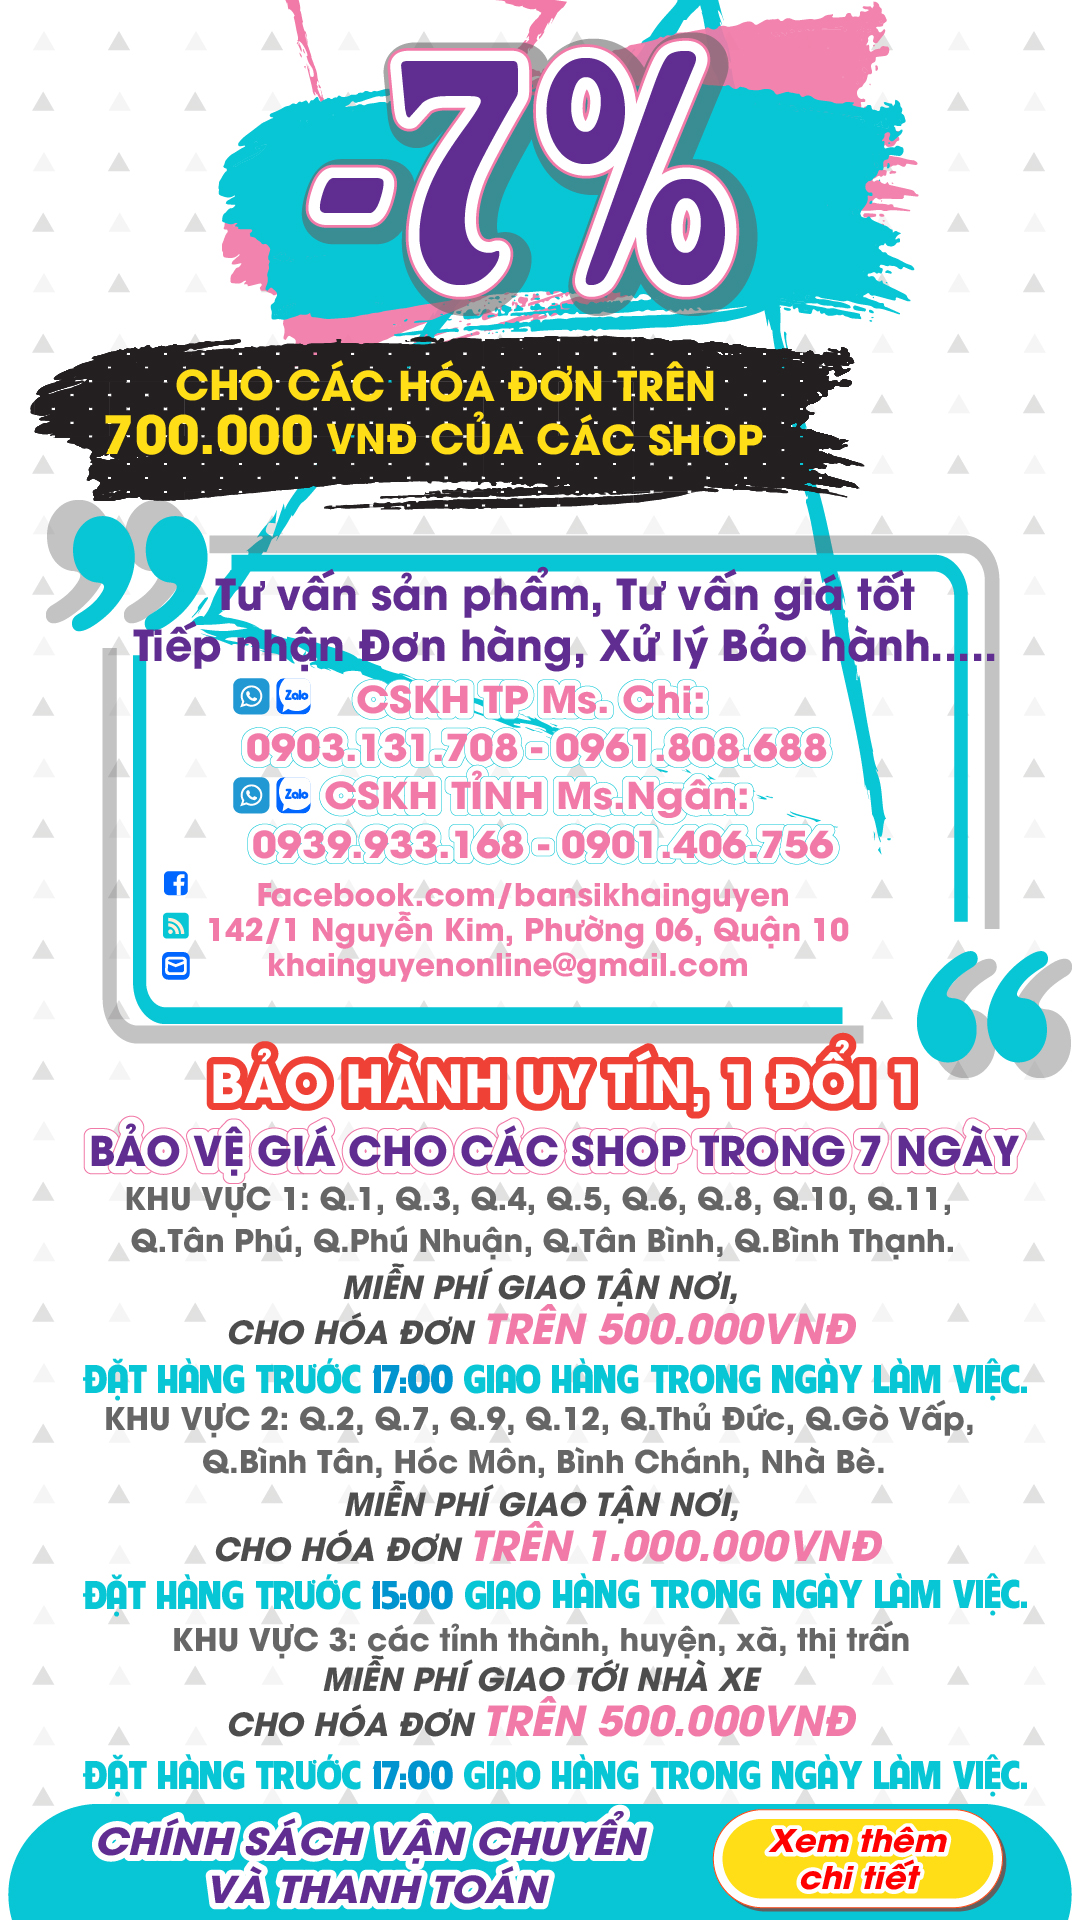 -7%
CHO CÁC HÓA ĐƠN TRÊN
700.000 VNĐ CỦA CÁC SHOP
Tư vấn sản phẩm, Tư vấn giá tốt
Tiếp nhận Đơn hàng, Xử lý Bảo hành.....
Zalo CSKH TP Ms. Chi:
0903.131.708 - 0961.808.688
Zalo CSKH TỈNH Ms.Ngân:
0939.933.168 - 0901.406.756
Facebook.com/bansikhainguyen
142/1 Nguyễn Kim, Phường 06, Quận 10
khainguyenonline@gmail.com
BẢO HÀNH UY TÍN, 1 ĐỔI 1
BẢO VỆ GIÁ CHO CÁC SHOP TRONG 7 NGÀY
KHU VỰC 1: Q.1, Q.3, Q.4, Q.5, Q.6, Q.8, Q.10, Q.11,
Q.Tân Phú, Q.Phú Nhuận, Q.Tân Bình, Q.Bình Thạnh.
MIỄN PHÍ GIAO TẬN NƠI,
CHO HÓA ĐƠN TRÊN 500.000VNĐ
ĐẶT HÀNG TRƯỚC 17:00 GIAO HÀNG TRONG NGÀY LÀM VIỆC.
KHU VỰC 2: Q.2, Q.7, Q.9, Q.12, Q.Thủ Đức, Q.Gò Vấp,
Q.Bình Tân, Hóc Môn, Bình Chánh, Nhà Bè.
MIỄN PHÍ GIAO TẬN NƠI,
CHO HÓA ĐƠN TRÊN 1.000.000VNĐ
ĐẶT HÀNG TRƯỚC 15:00 GIAO HÀNG TRONG NGÀY LÀM VIỆC.
KHU VỰC 3: các tỉnh thành, huyện, xã, thị trấn
MIỄN PHÍ GIAO TỚI NHÀ XE
CHO HÓA ĐƠN TRÊN 500.000VNĐ
ĐẶT HÀNG TRƯỚC 17:00 GIAO HÀNG TRONG NGÀY LÀM VIỆC.
CHÍNH SÁCH VẬN CHUYỂN
VÀ THANH TOÁN
Xem thêm
chi tiết